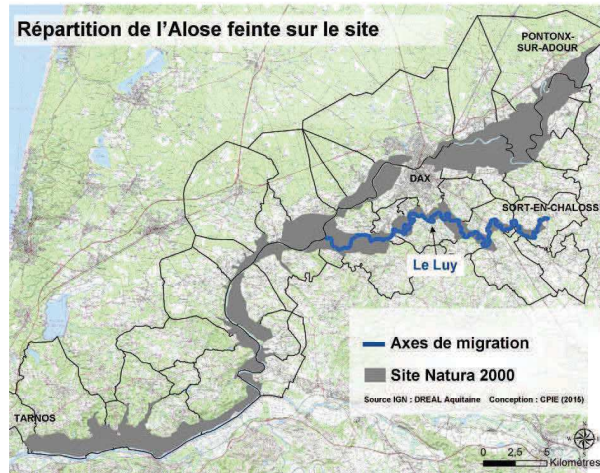 Répartition de l'Alose feinte sur le site
PONTONX-
SUR-ADOUR
DAX
SORT-EN-CHALOSS
Le Luy
Axes de migration
Site Natura 2000
Source IGN : DREAL Aquitaine Conception : CPIE (2015)
TARNOS
0 2,5 5
Kilomètres